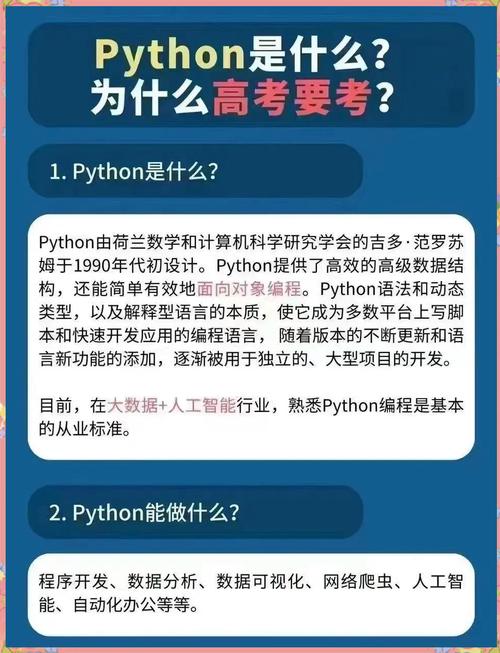 Python是什么?
为什么高考要考?
1. Python是什么?
Python由荷兰数学和计算机科学研究学会的吉多·范罗苏
姆于1990年代初设计。Python提供了高效的高级数据结
构，还能简单有效地面向对象编程。Python语法和动态
类型，以及解释型语言的本质，使它成为多数平台上写脚
本和快速开发应用的编程语言，随着版本的不断更新和语
言新功能的添加，逐渐被用于独立的、大型项目的开发。
目前，在大数据+人工智能行业，熟悉Python编程是基本
的从业标准。
2. Python能做什么?
程序开发、数据分析、数据可视化、网络爬虫、人工智
能、自动化办公等等。